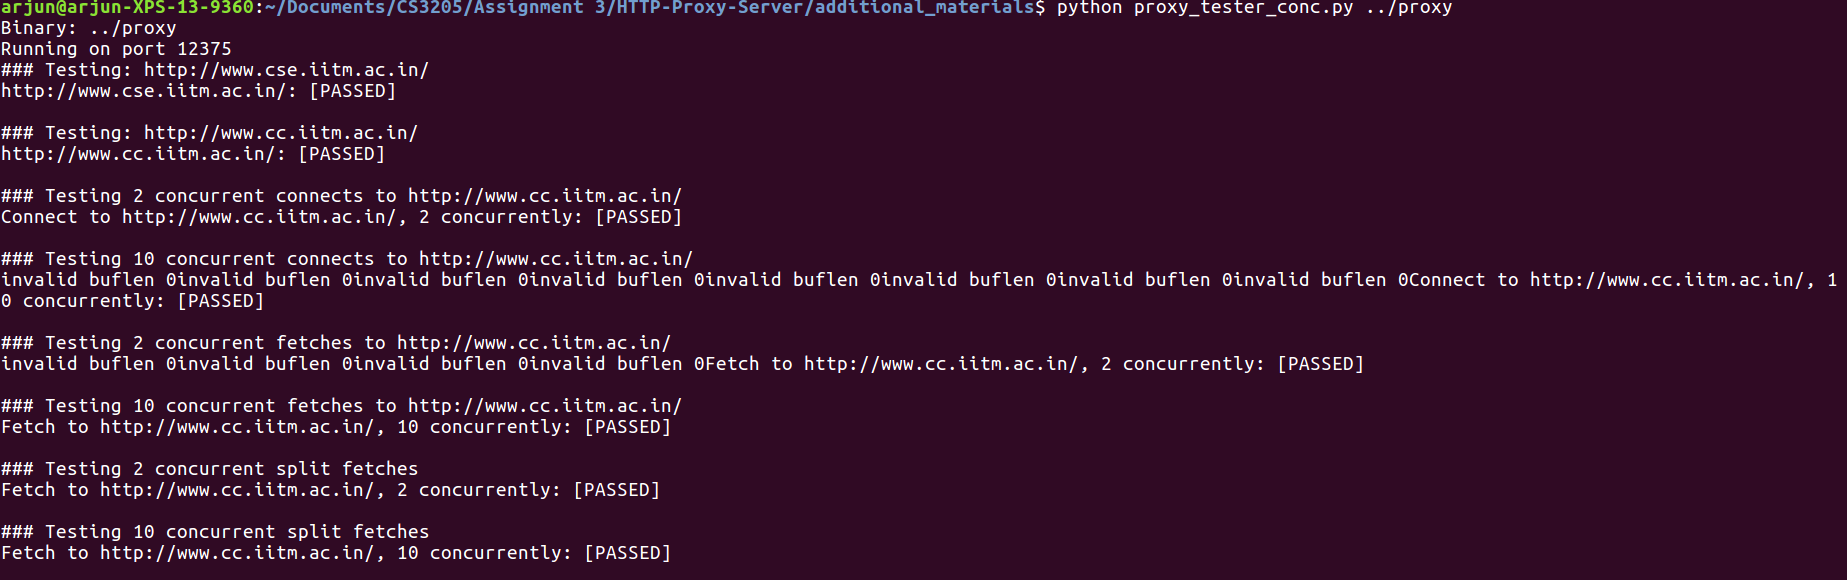 arjun@arjun-XPS-13-9360:~/Documents/CS3205/Assignment 3/HTTP-Proxy-Server/additional_materials$ python proxy_tester_conc.py ../proxy
Binary: ../proxy
Running on port 12375
### Testing: http://www.cse.iitm.ac.in/
http://www.cse.iitm.ac.in/: [PASSED]

### Testing: http://www.cc.iitm.ac.in/
http://www.cc.iitm.ac.in/: [PASSED]

### Testing 2 concurrent connects to http://www.cc.iitm.ac.in/
Connect to http://www.cc.iitm.ac.in/, 2 concurrently: [PASSED]

### Testing 10 concurrent connects to http://www.cc.iitm.ac.in/
invalid buflen 0invalid buflen 0invalid buflen 0invalid buflen 0invalid buflen 0invalid buflen 0invalid buflen 0invalid buflen 0Connect to http://www.cc.iitm.ac.in/, 1
0 concurrently: [PASSED]

### Testing 2 concurrent fetches to http://www.cc.iitm.ac.in/
invalid buflen 0invalid buflen 0invalid buflen 0invalid buflen 0Fetch to http://www.cc.iitm.ac.in/, 2 concurrently: [PASSED]

### Testing 10 concurrent fetches to http://www.cc.iitm.ac.in/
Fetch to http://www.cc.iitm.ac.in/, 10 concurrently: [PASSED]

### Testing 2 concurrent split fetches
Fetch to http://www.cc.iitm.ac.in/, 2 concurrently: [PASSED]

### Testing 10 concurrent split fetches
Fetch to http://www.cc.iitm.ac.in/, 10 concurrently: [PASSED]